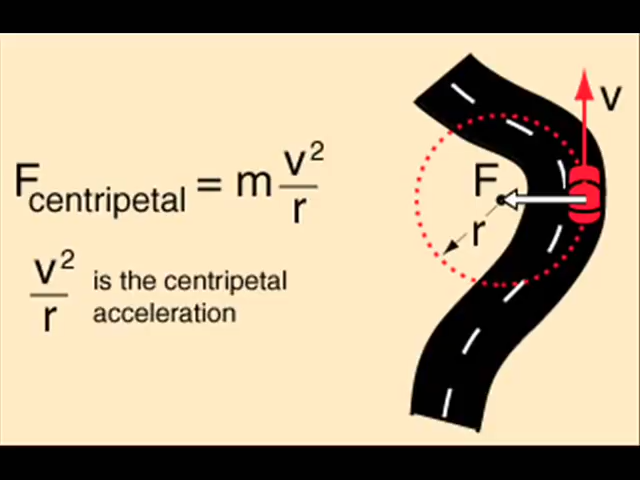 F centripetal = m v²/r
v²/r is the centripetal
acceleration
v
F
r